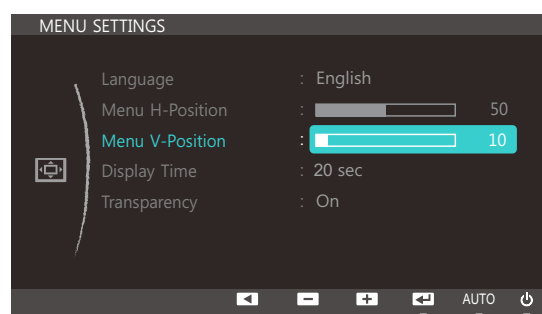 MENU SETTINGS
Language : English
Menu H-Position : 50
Menu V-Position : 10
Display Time : 20 sec
Transparency : On
AUTO